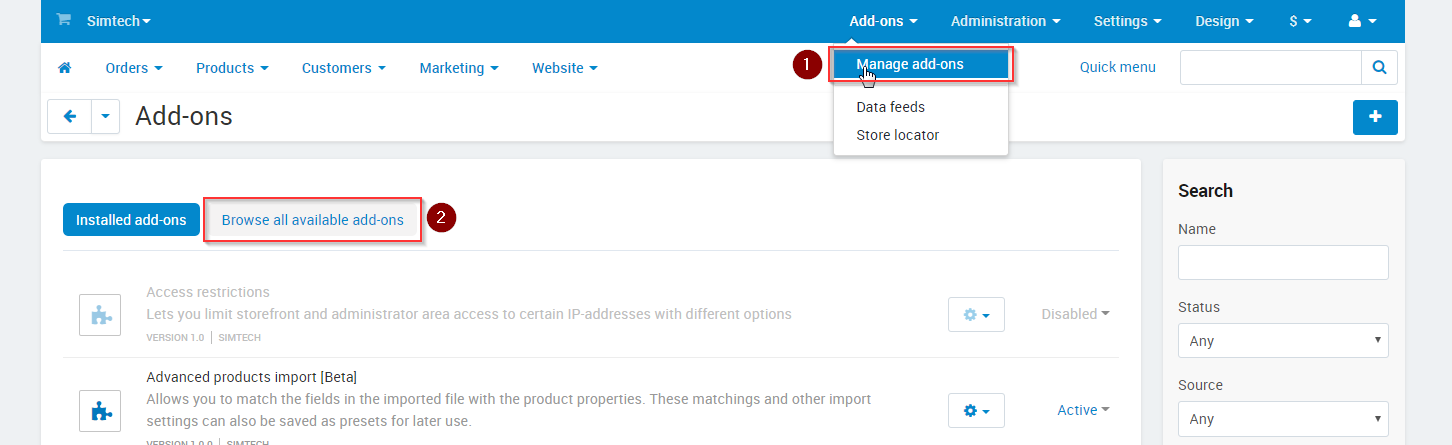 Simtech
Add-ons
Administration
Settings
Design
$
Orders
Products
Customers
Marketing
Website
1
Manage add-ons
Quick menu
Data feeds
Store locator
Add-ons
Installed add-ons
Browse all available add-ons
2
Access restrictions
Lets you limit storefront and administrator area access to certain IP-addresses with different options
VERSION 1.0 | SIMTECH
Disabled
Advanced products import [Beta]
Allows you to match the fields in the imported file with the product properties. These matchings and other import
settings can also be saved as presets for later use.
VERSION 1.0.0 | SIMTECH
Active
Search
Name
Status
Any
Source
Any